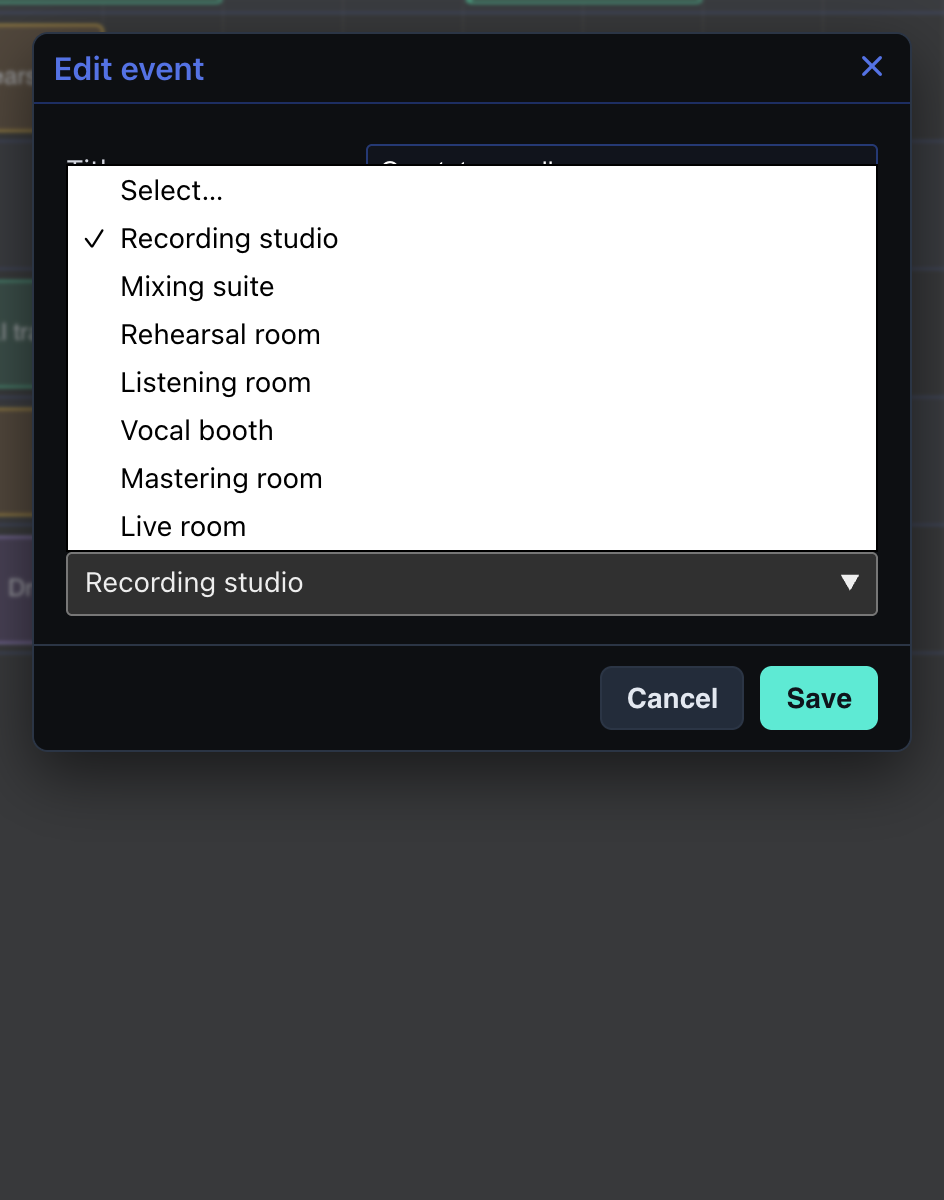 Edit event
Select...
Recording studio
Mixing suite
Rehearsal room
Listening room
Vocal booth
Mastering room
Live room
Recording studio
Cancel
Save